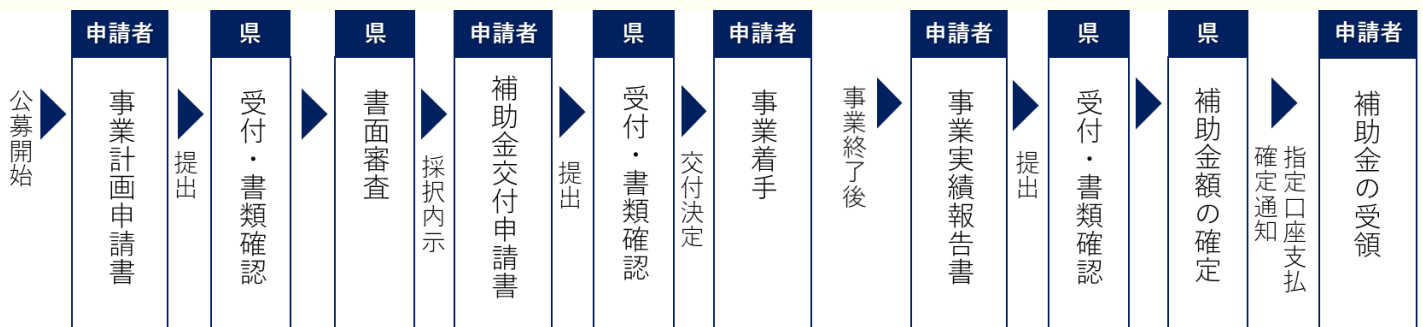 公募開始
申請者
事業計画申請書
提出
県
受付・書類確認
県
書面審査
採択内示
申請者
補助金交付申請書
提出
県
受付・書類確認
交付決定
申請者
事業着手
事業終了後
申請者
事業実績報告書
提出
県
受付・書類確認
県
補助金額の確定
指定口座支払
確定通知
申請者
補助金の受領